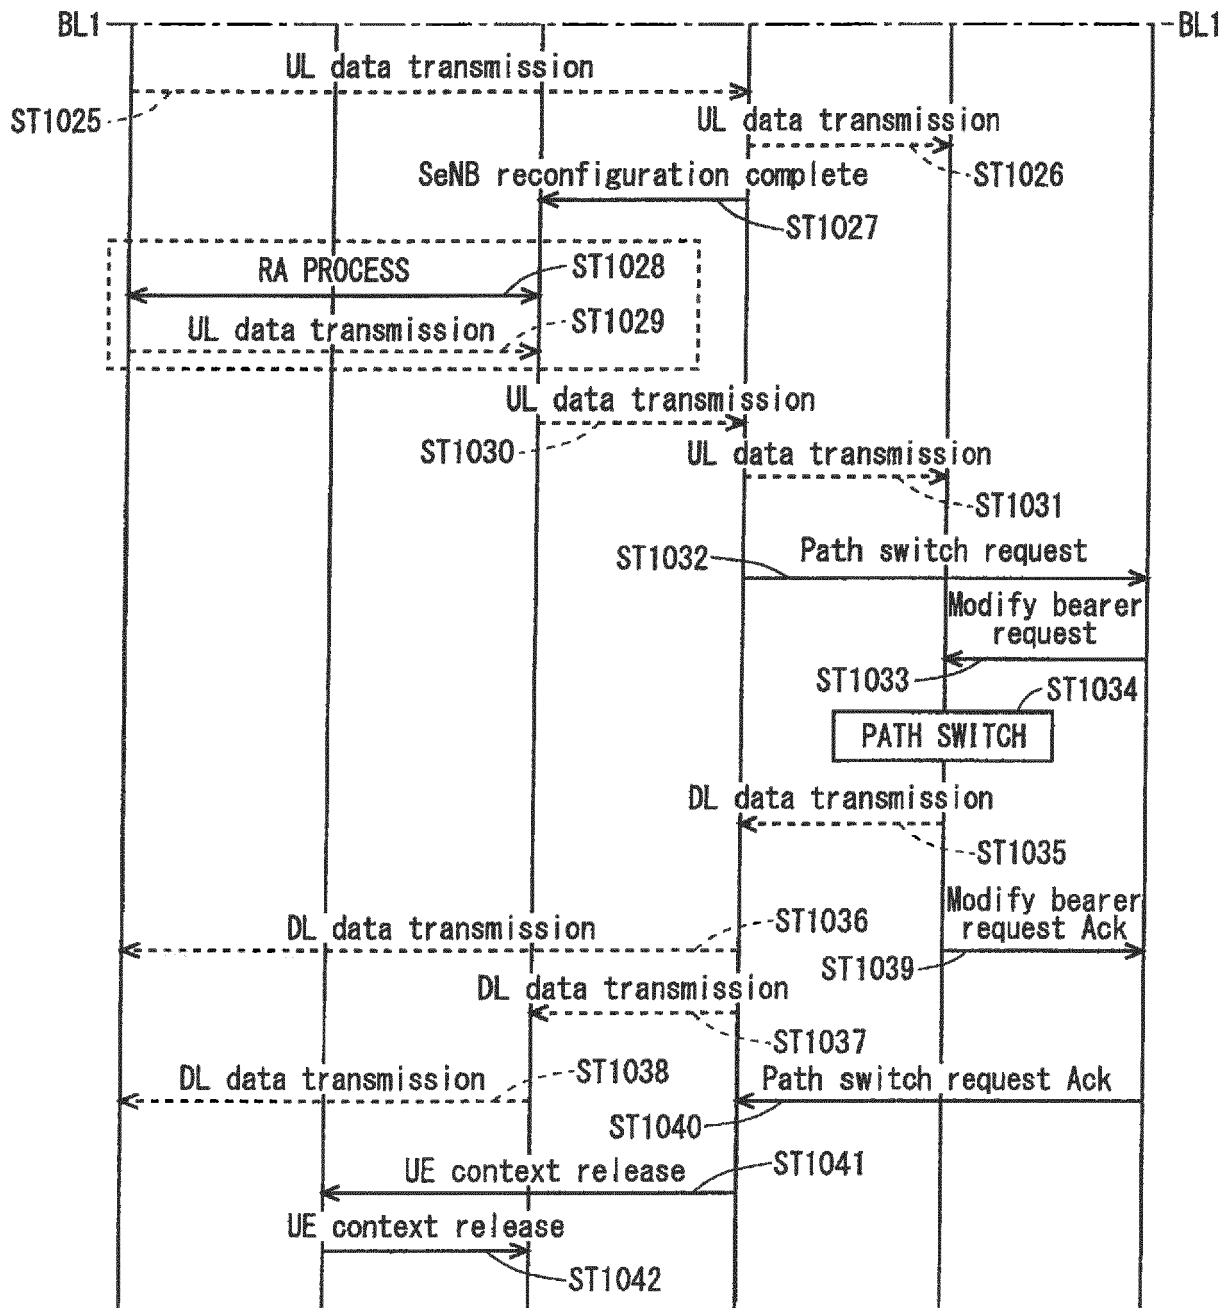 BL1
BL1
UL data transmission
ST1025
UL data transmission
ST1026
SeNB reconfiguration complete
ST1027
RA PROCESS
ST1028
UL data transmission
ST1029
UL data transmission
ST1030
UL data transmission
ST1031
Path switch request
ST1032
Modify bearer
request
ST1033
ST1034
PATH SWITCH
DL data transmission
ST1035
Modify bearer
request Ack
ST1036
DL data transmission
ST1039
DL data transmission
ST1037
DL data transmission
ST1038
Path switch request Ack
ST1040
UE context release
ST1041
UE context release
ST1042